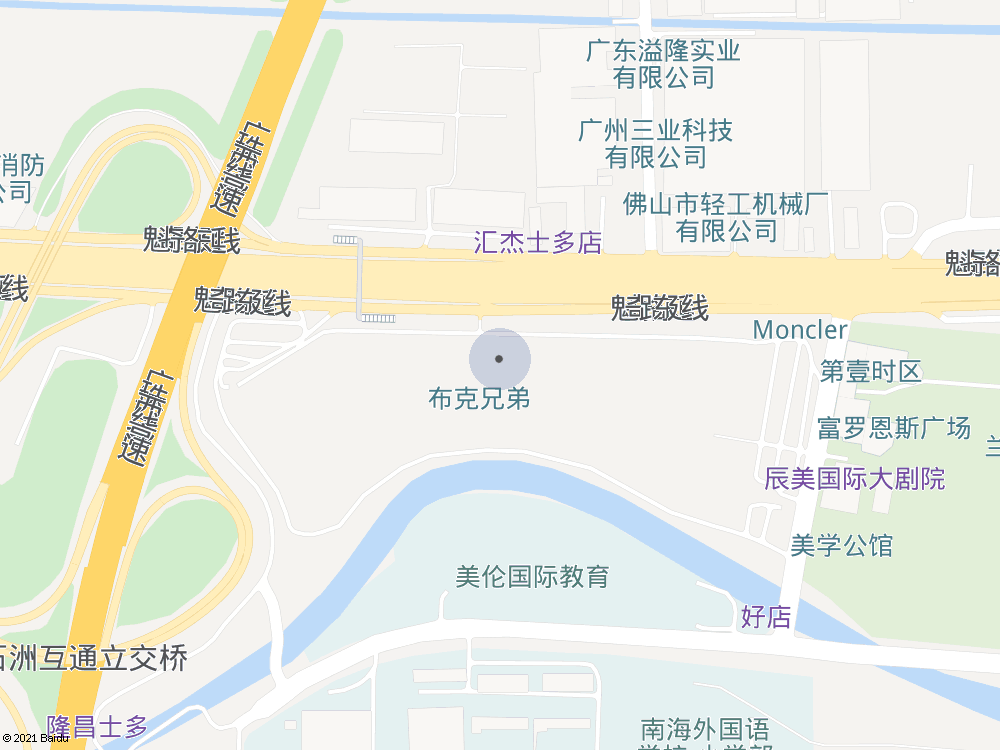 广东溢隆实业
有限公司
广州三业科技
有限公司
消防
公司
佛山市轻工机械厂
有限公司
汇杰士多店
Moncler
第壹时区
布克兄弟
富罗恩斯广场
兰
辰美国际大剧院
美学公馆
美伦国际教育
好店
石洲互通立交桥
隆昌士多
南海外国语
© 2021 Baidu